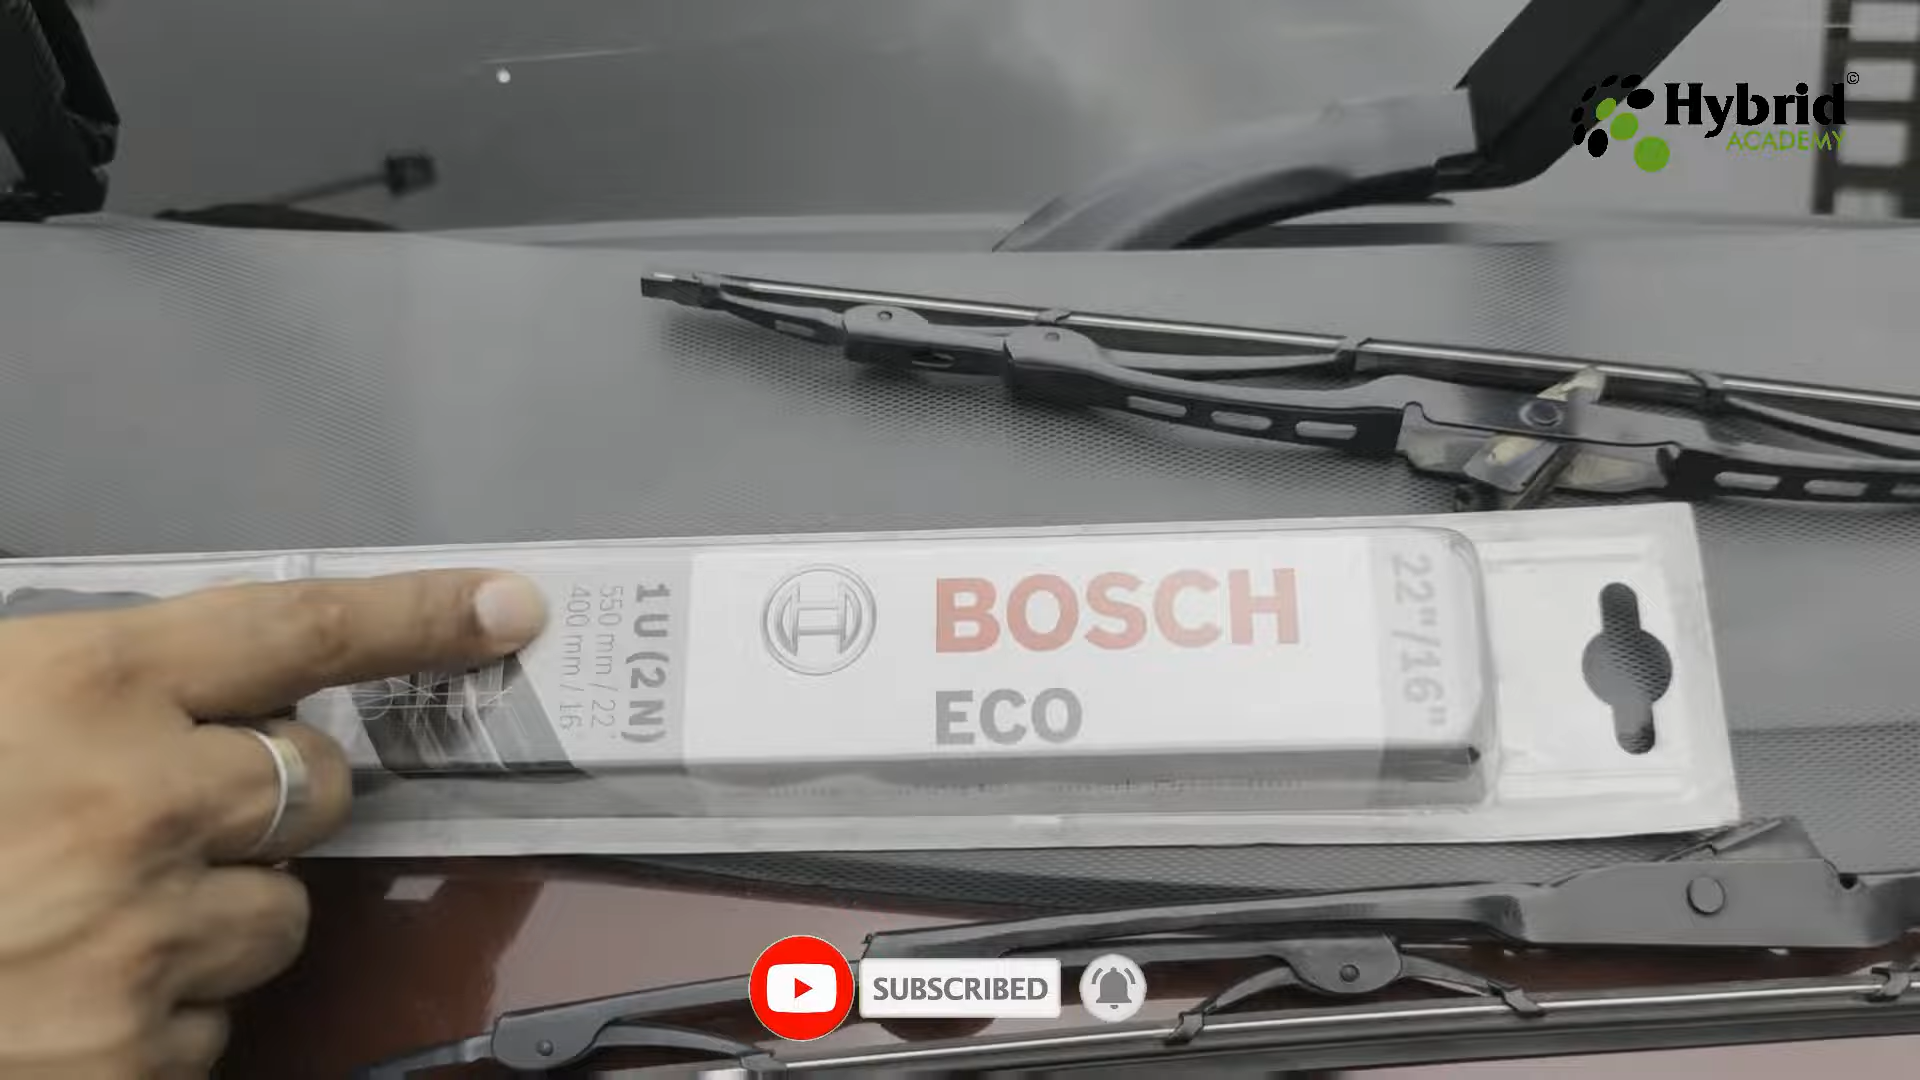 Hybrid©
ACADEMY
1 U (2 N)
550 mm / 22"
400 mm / 16
BOSCH
ECO
22"/16"
SUBSCRIBED